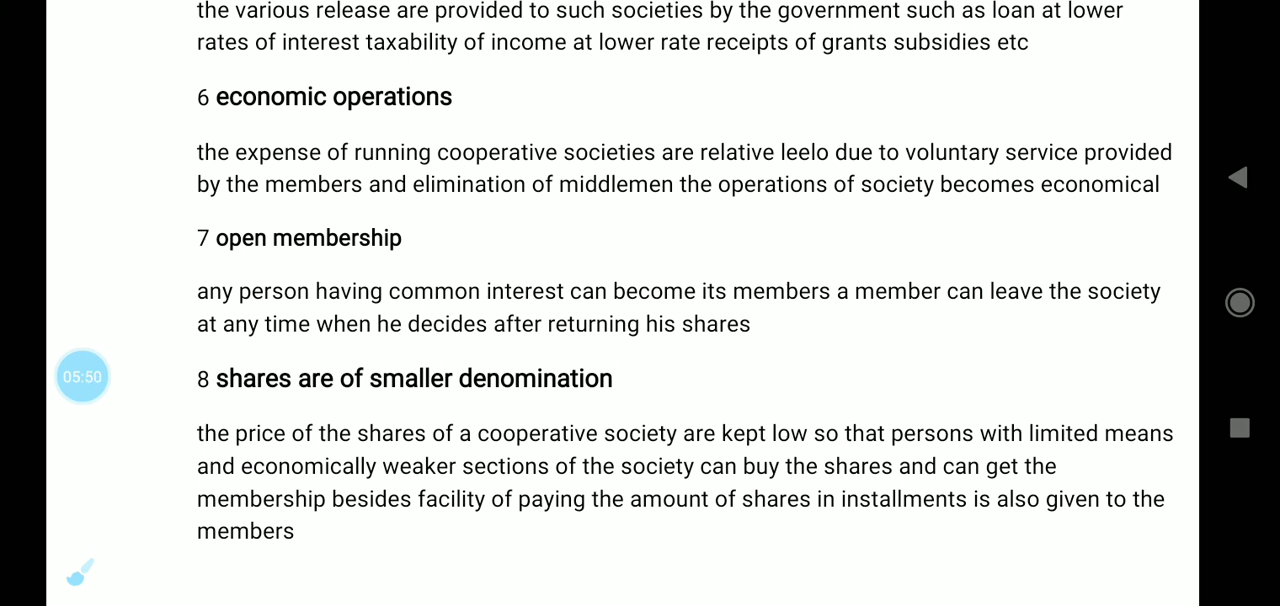 the various release are provided to such societies by the government such as loan at lower
rates of interest taxability of income at lower rate receipts of grants subsidies etc
6 economic operations
the expense of running cooperative societies are relative leelo due to voluntary service provided
by the members and elimination of middlemen the operations of society becomes economical
7 open membership
any person having common interest can become its members a member can leave the society
at any time when he decides after returning his shares
05:50
8 shares are of smaller denomination
the price of the shares of a cooperative society are kept low so that persons with limited means
and economically weaker sections of the society can buy the shares and can get the
membership besides facility of paying the amount of shares in installments is also given to the
members